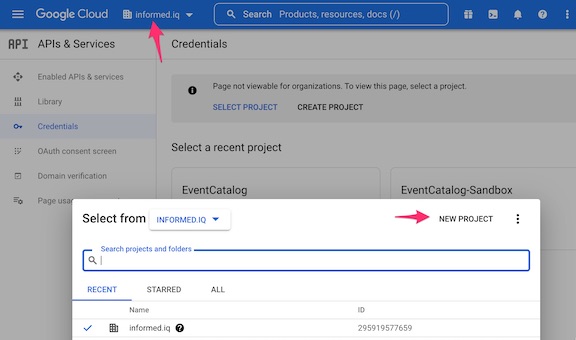 Google Cloud informed.iq Search Products, resources, docs (/)
API APIs & Services Credentials
Enabled APIs & services
Library
Credentials
OAuth consent screen
Domain verification
Page usa
Page not viewable for organizations. To view this page, select a project.
SELECT PROJECT CREATE PROJECT
Select a recent project
EventCatalog EventCatalog-Sandbox
Select from INFORMED.IQ NEW PROJECT
Search projects and folders
RECENT STARRED ALL
Name ID
informed.iq 295919577659